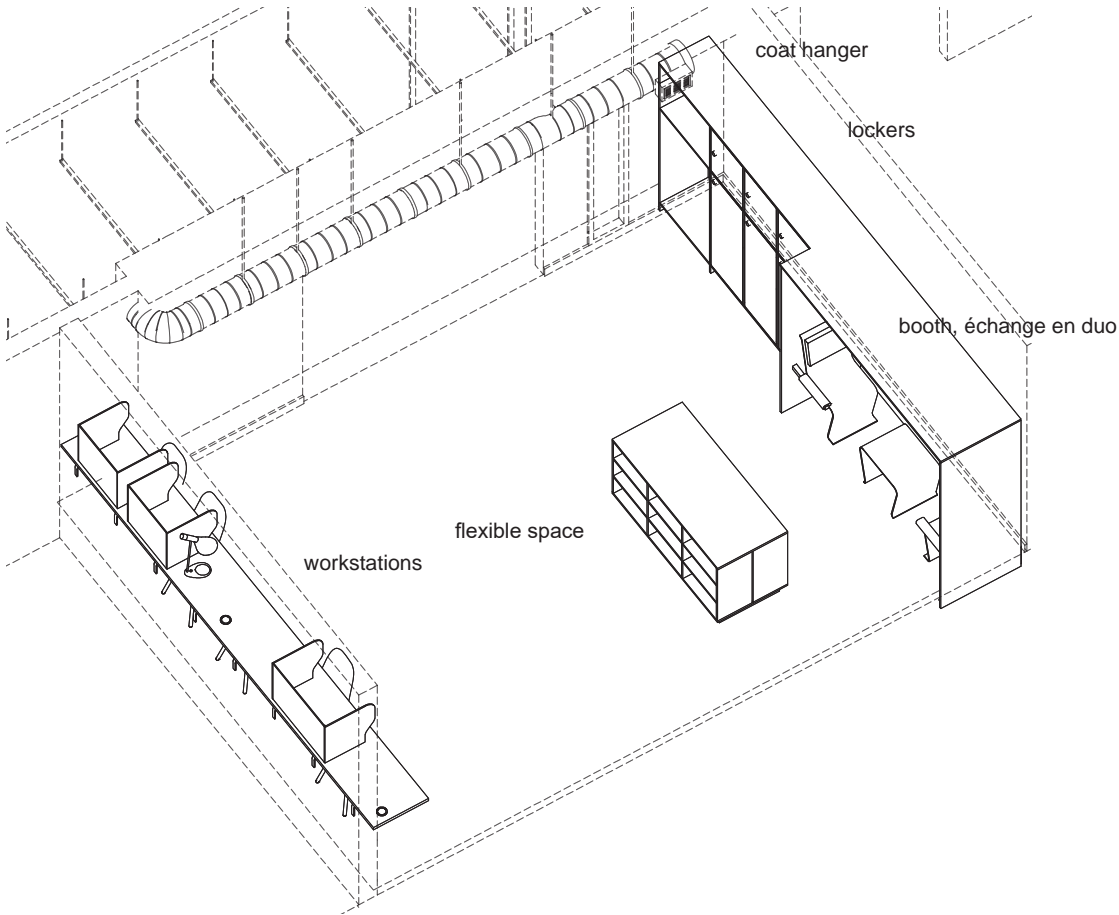 coat hanger
lockers
booth, échange en duo
flexible space
workstations